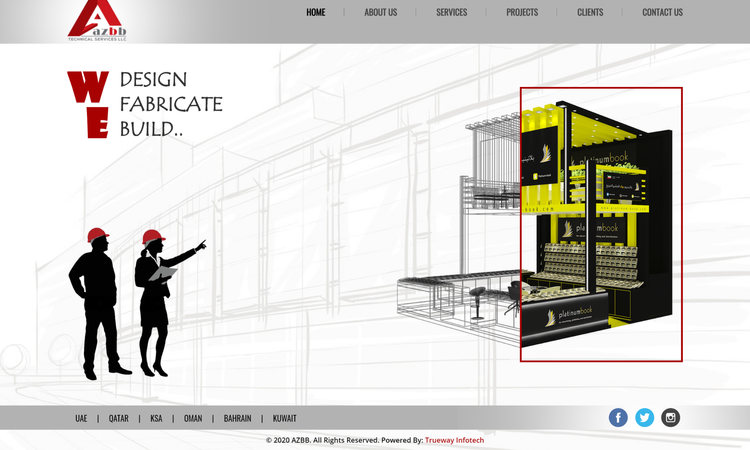 azbb
TECHNICAL SERVICES LLC
HOME | ABOUT US | SERVICES | PROJECTS | CLIENTS | CONTACT US
WE
DESIGN
FABRICATE
BUILD..
platinumbook
platinumbook
platinumbook
UAE | QATAR | KSA | OMAN | BAHRAIN | KUWAIT
© 2020 AZBB. All Rights Reserved. Powered By: Trueway Infotech